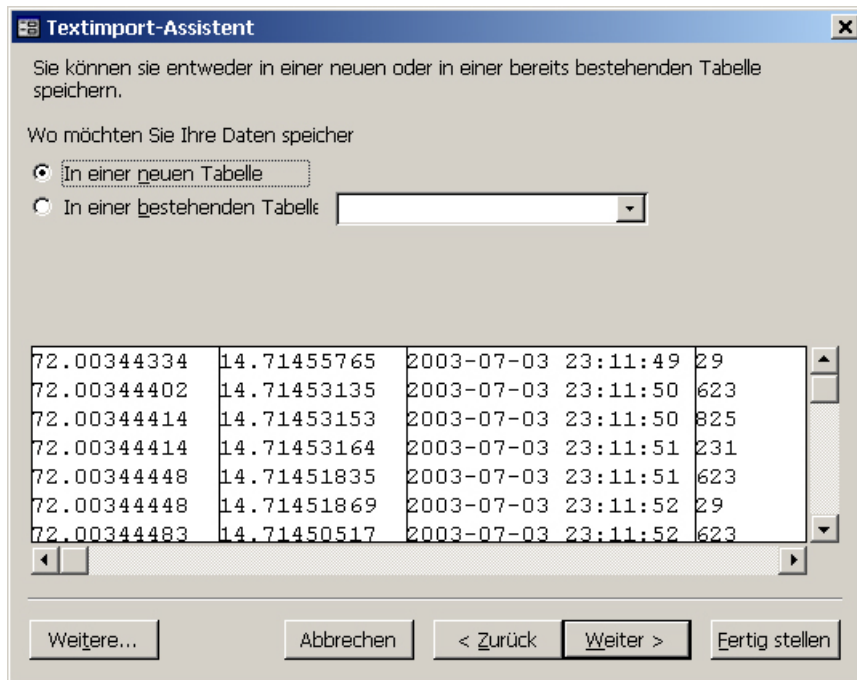 Textimport-Assistent
Sie können sie entweder in einer neuen oder in einer bereits bestehenden Tabelle
speichern.
Wo möchten Sie Ihre Daten speicher
In einer neuen Tabelle
In einer bestehenden Tabelle
72.00344334 14.71455765 2003-07-03 23:11:49 29
72.00344402 14.71453135 2003-07-03 23:11:50 623
72.00344414 14.71453153 2003-07-03 23:11:50 825
72.00344414 14.71453164 2003-07-03 23:11:51 231
72.00344448 14.71451835 2003-07-03 23:11:51 623
72.00344448 14.71451869 2003-07-03 23:11:52 29
72.00344483 14.71450517 2003-07-03 23:11:52 623
Weitere... Abbrechen < Zurück Weiter > Fertig stellen